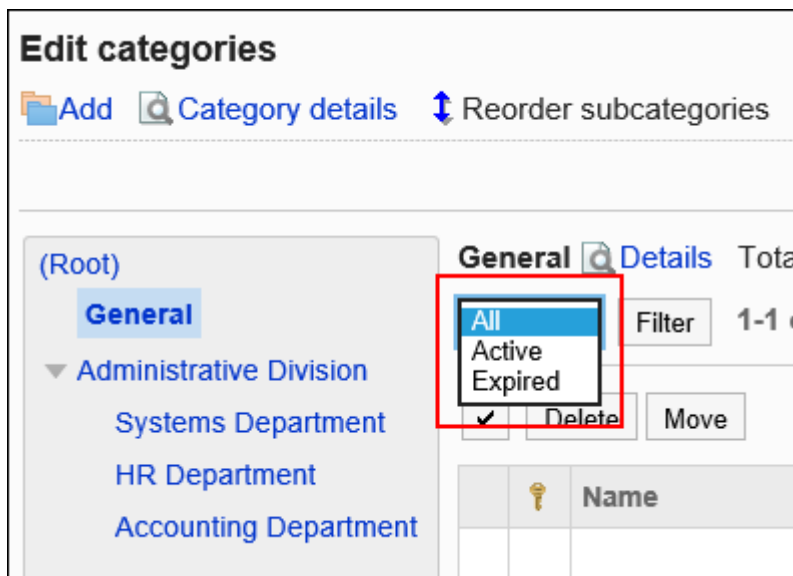 Edit categories
Add Category details Reorder subcategories
(Root)
General
Administrative Division
Systems Department
HR Department
Accounting Department
General Details
All
Active
Expired
Filter 1-1
Delete Move
Name